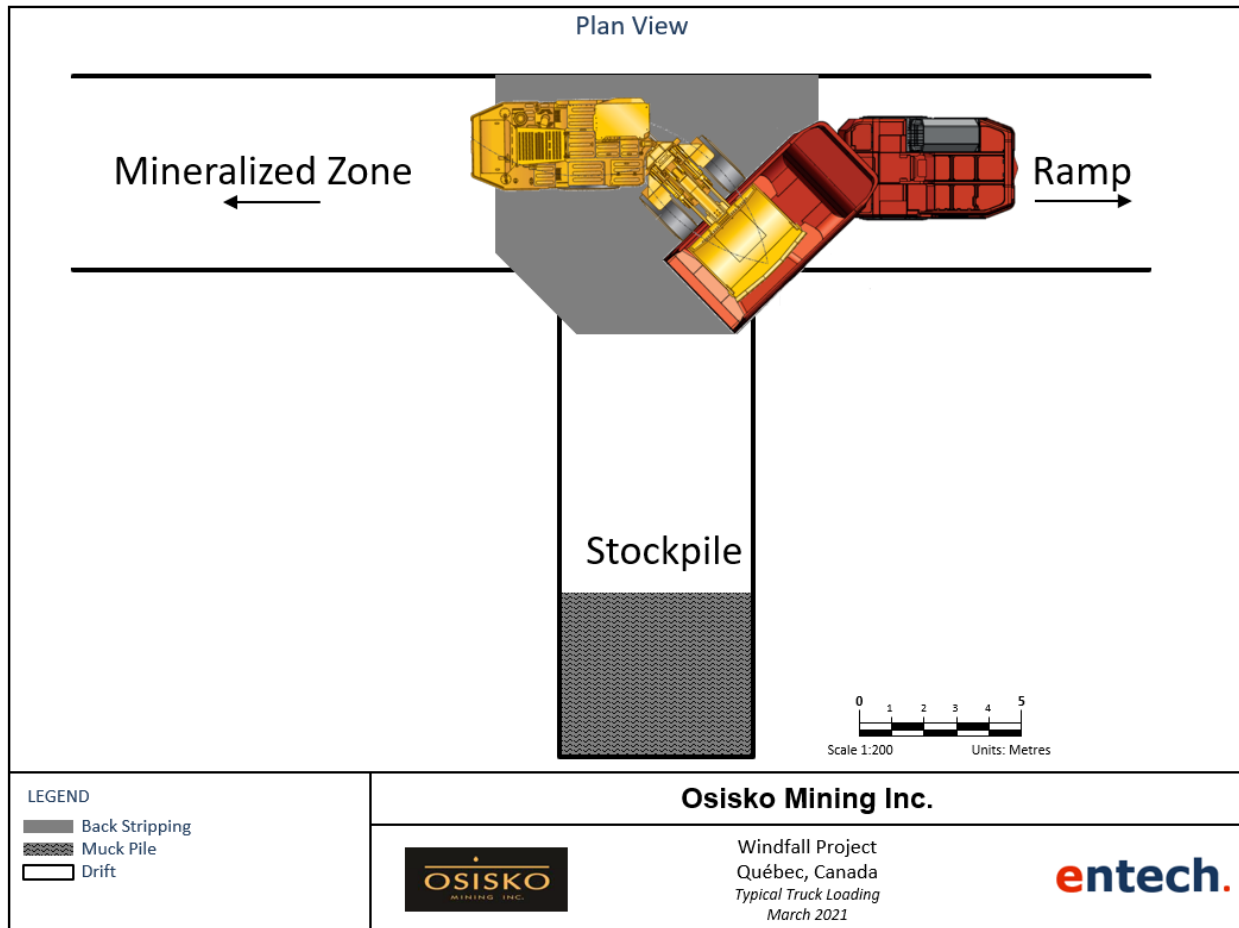 Plan View
Mineralized Zone
Ramp
Stockpile
0 1 2 3 4 5
Scale 1:200 Units: Metres
LEGEND
Back Stripping
Muck Pile
Drift
Osisko Mining Inc.
OSISKO
MINING INC.
Windfall Project
Québec, Canada
Typical Truck Loading
March 2021
entech.